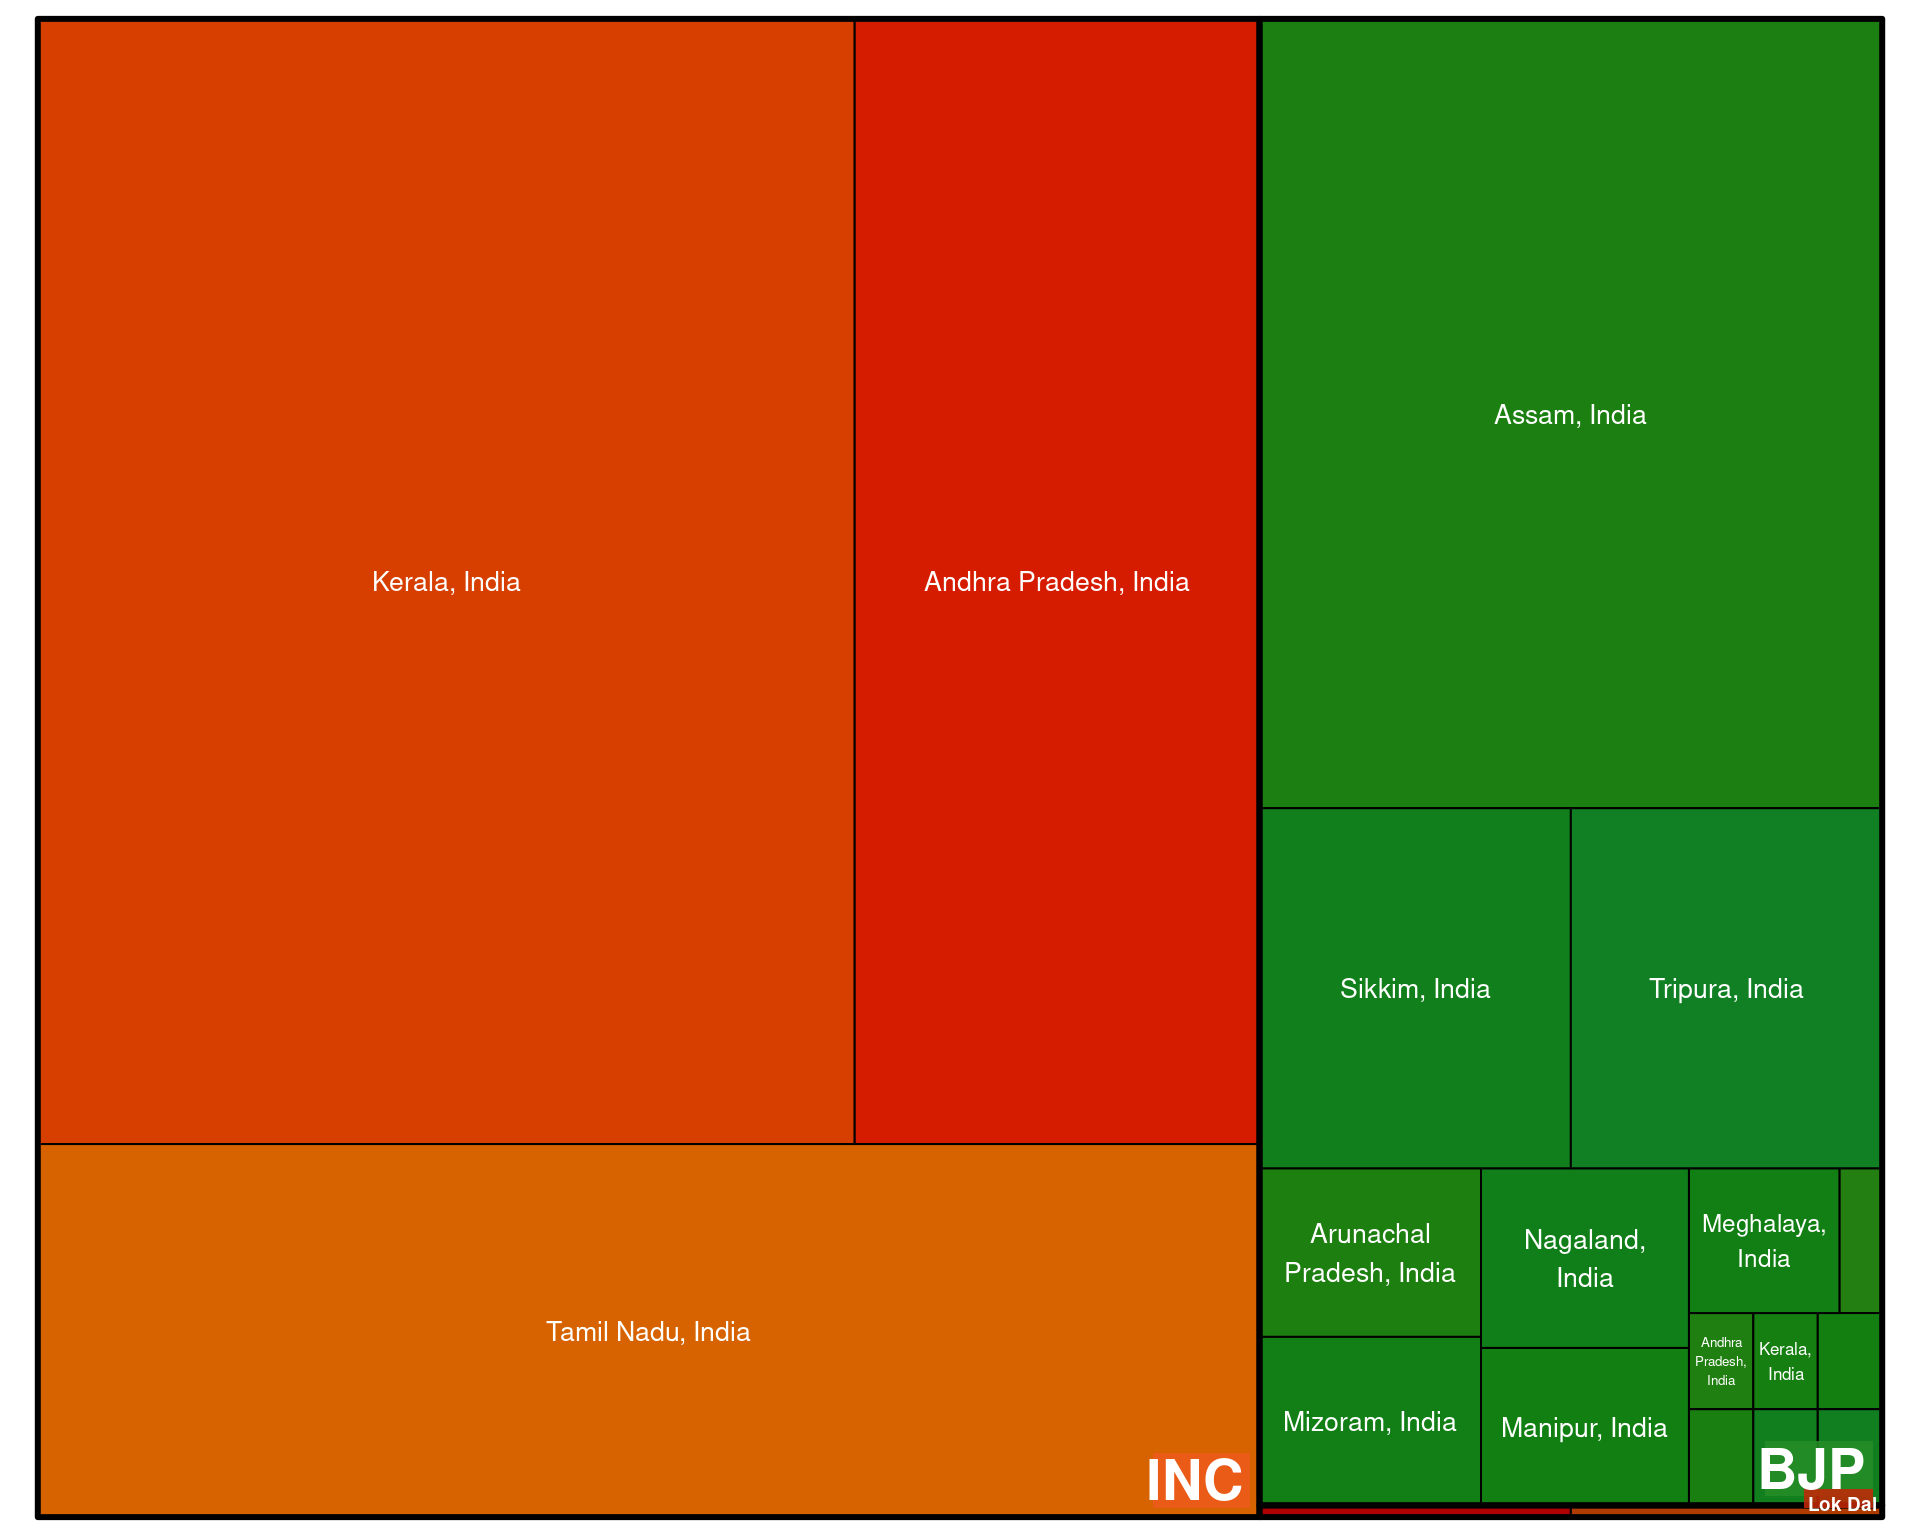 Kerala, India
Andhra Pradesh, India
Tamil Nadu, India
INC
Assam, India
Sikkim, India
Tripura, India
Arunachal
Pradesh, India
Nagaland,
India
Meghalaya,
India
Mizoram, India
Manipur, India
Andhra
Pradesh,
India
Kerala,
India
BJP
Lok Dal